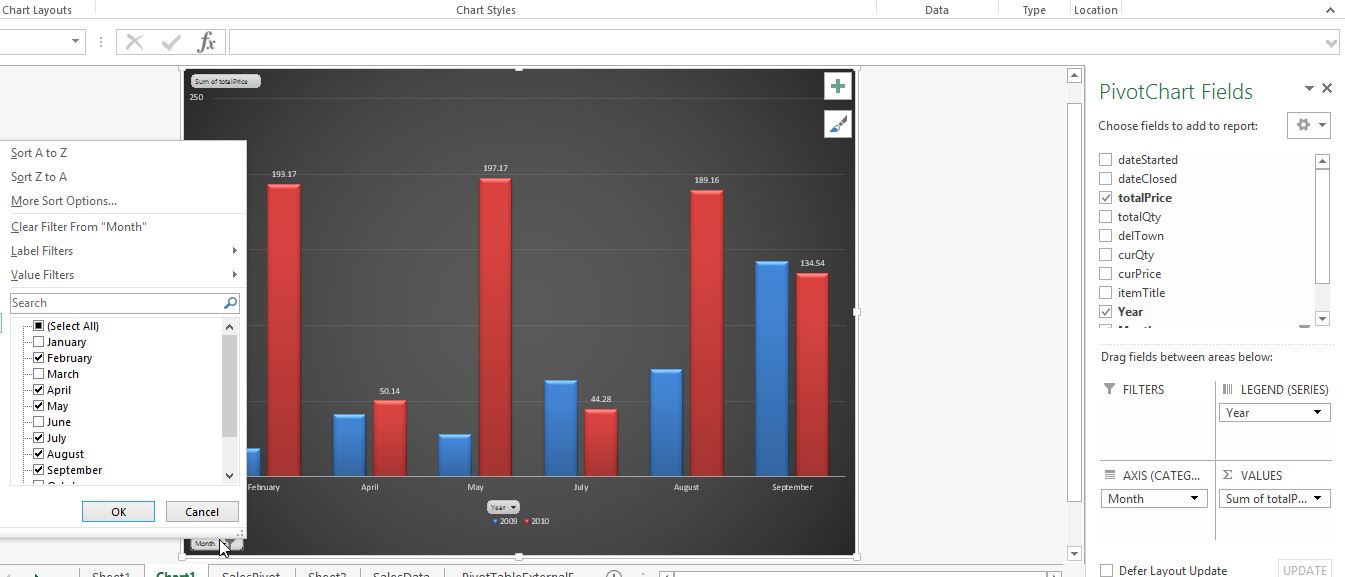 Chart Layouts
Chart Styles
Data
Type
Location
fx
Sum of totalPrice
250
193.17
50.14
197.17
44.28
189.16
134.54
February
April
May
July
August
September
Year
2009 2010
Month
Sort A to Z
Sort Z to A
More Sort Options...
Clear Filter From "Month"
Label Filters
Value Filters
Search
(Select All)
January
February
March
April
May
June
July
August
September
OK
Cancel
PivotChart Fields
Choose fields to add to report:
dateStarted
dateClosed
totalPrice
totalQty
delTown
curQty
curPrice
itemTitle
Year
Drag fields between areas below:
FILTERS
LEGEND (SERIES)
Year
AXIS (CATEG...
Month
Σ VALUES
Sum of totalP...
Defer Layout Update
UPDATE
Sheet1
Chart1
SalesPivot
Sheet2
SalesData
PivotTableExternalF